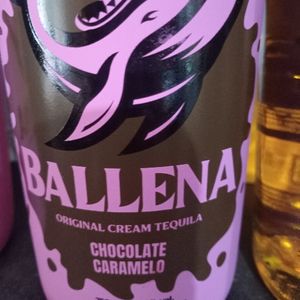 BALLENA
ORIGINAL CREAM TEQUILA
CHOCOLATE
CARAMELO